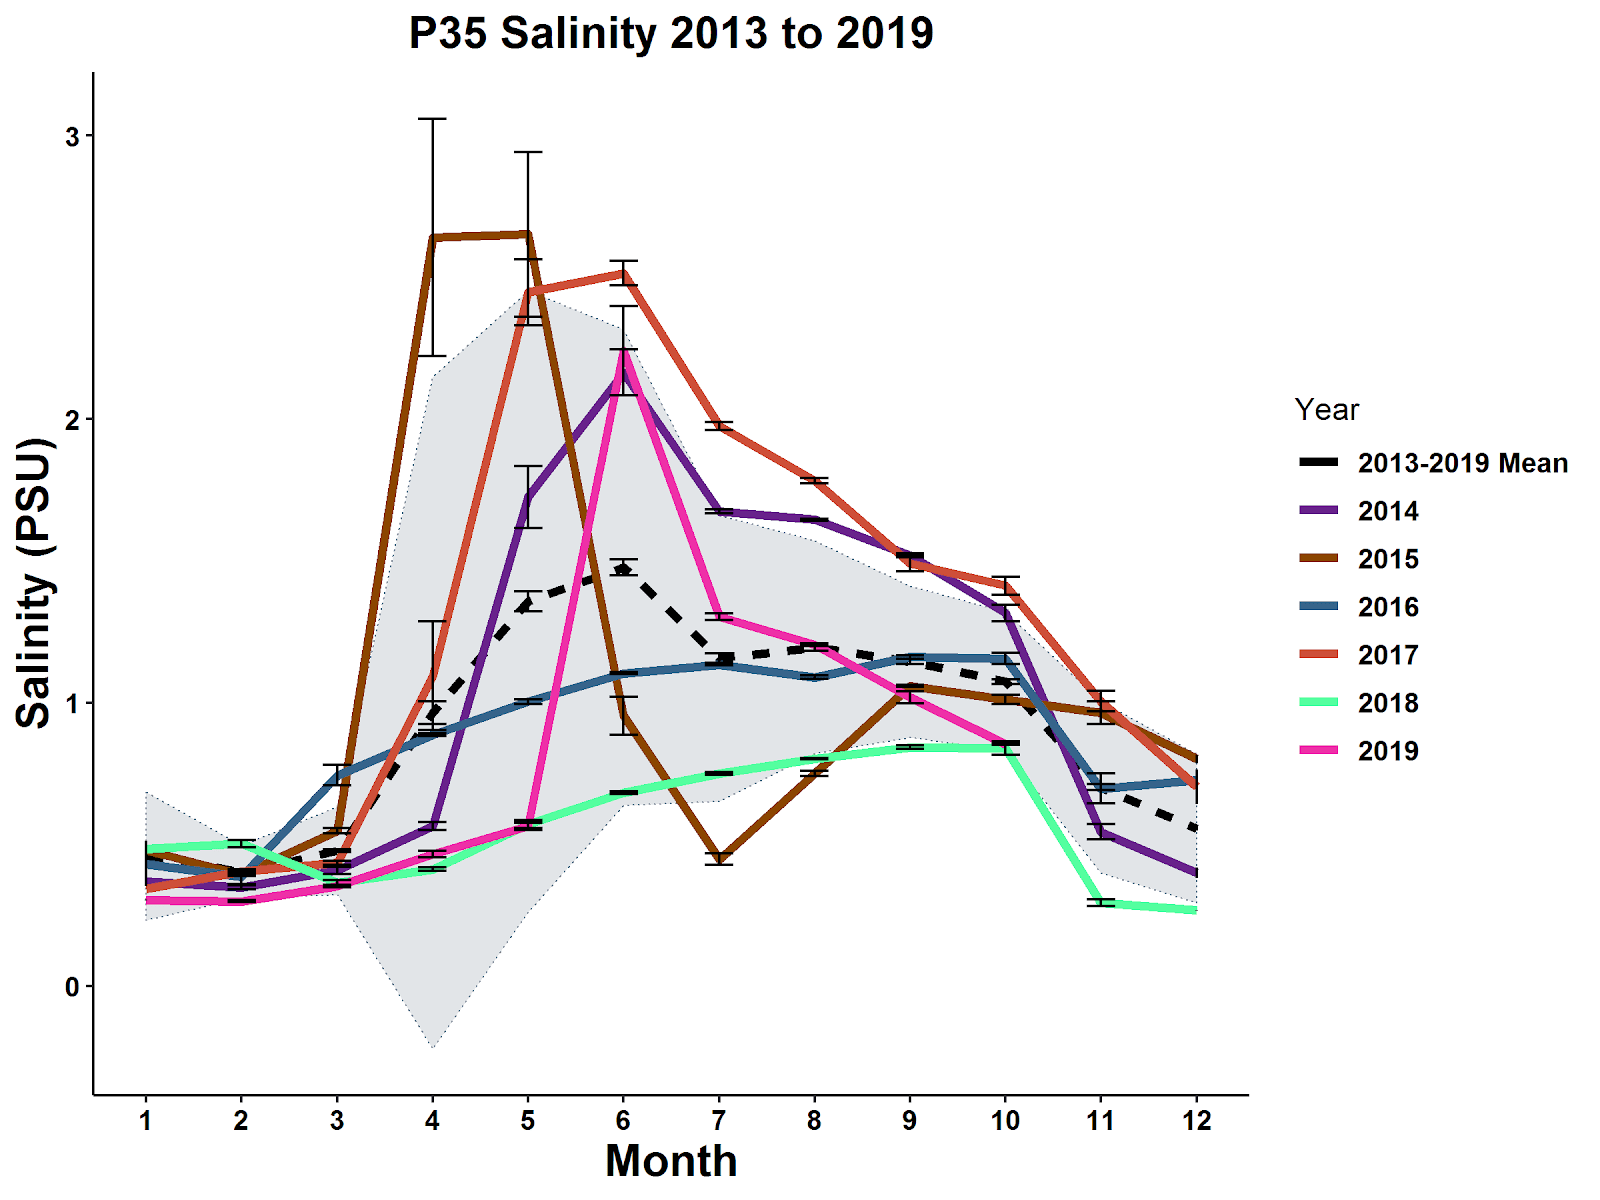 P35 Salinity 2013 to 2019
Salinity (PSU)
3
2
1
0
1 2 3 4 5 6 7 8 9 10 11 12
Month
Year
2013-2019 Mean
2014
2015
2016
2017
2018
2019